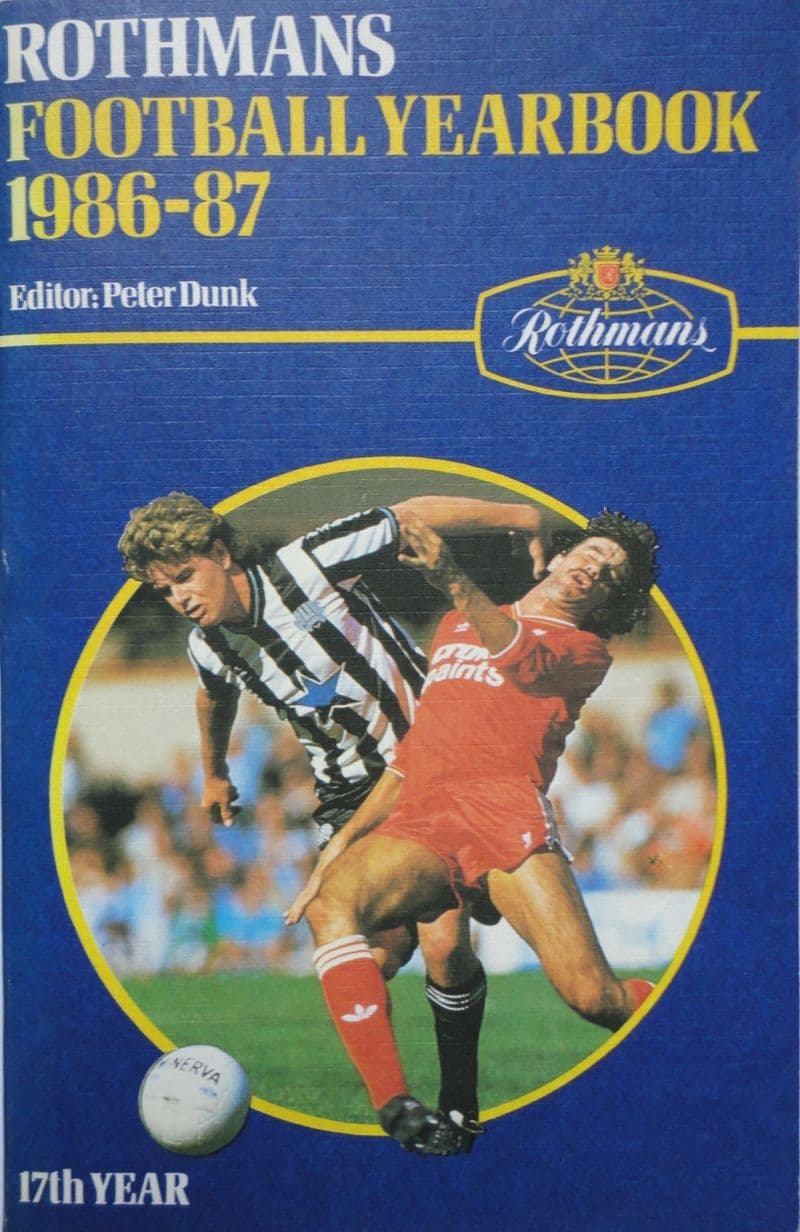 ROTHMANS
FOOTBALL YEARBOOK
1986-87
Editor: Peter Dunk
Rothmans
paints
NERVA
17th YEAR